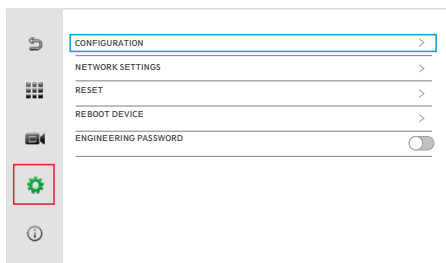 CONFIGURATION
NETWORK SETTINGS
RESET
REBOOT DEVICE
ENGINEERING PASSWORD